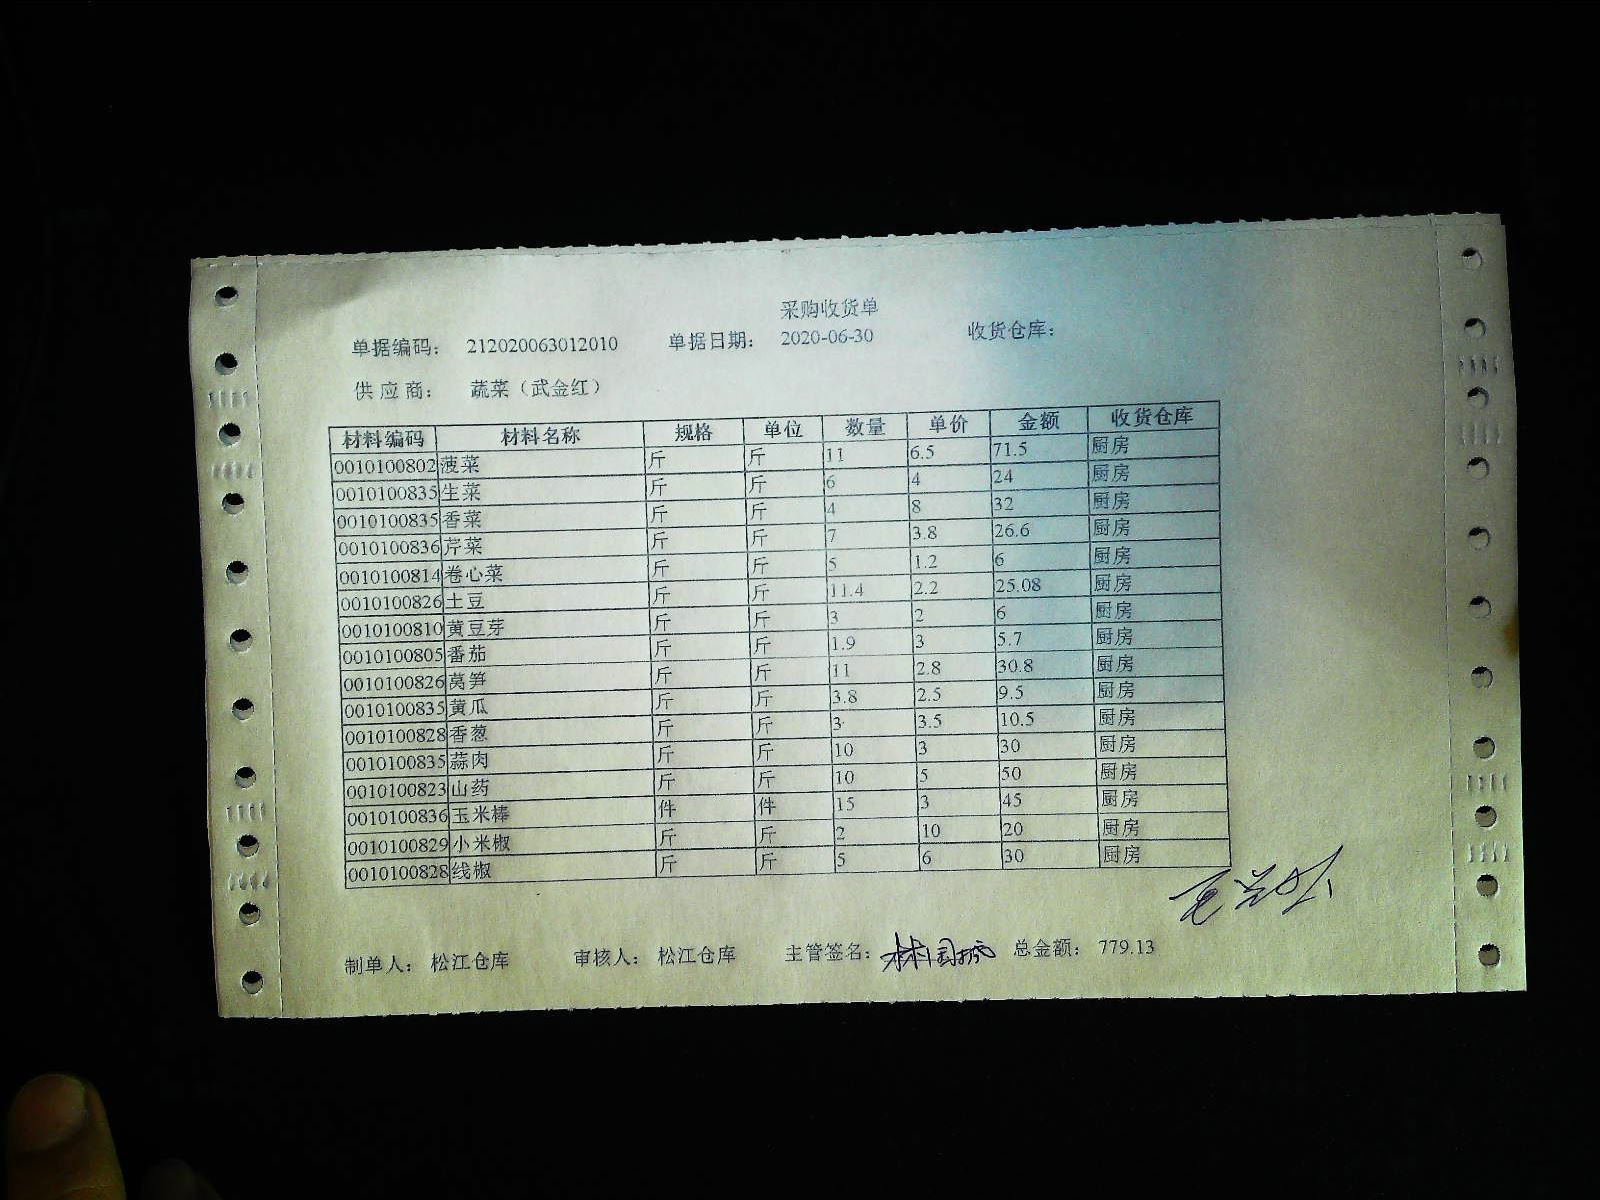 采购收货单
单据编码： 212020063012010 单据日期： 2020-06-30 收货仓库：
供应商： 蔬菜（武金红）
材料编码 材料名称 规格 单位 数量 单价 金额 收货仓库
0010100802 菠菜 斤 斤 11 6.5 71.5 厨房
0010100835 生菜 斤 斤 6 4 24 厨房
0010100835 香菜 斤 斤 4 8 32 厨房
0010100836 芹菜 斤 斤 7 3.8 26.6 厨房
0010100814 卷心菜 斤 斤 5 1.2 6 厨房
0010100826 土豆 斤 斤 11.4 2.2 25.08 厨房
0010100810 黄豆芽 斤 斤 3 2 6 厨房
0010100805 番茄 斤 斤 1.9 3 5.7 厨房
0010100826 莴笋 斤 斤 11 2.8 30.8 厨房
0010100835 黄瓜 斤 斤 3.8 2.5 9.5 厨房
0010100828 香葱 斤 斤 3 3.5 10.5 厨房
0010100835 蒜肉 斤 斤 10 3 30 厨房
0010100823 山药 斤 斤 10 5 50 厨房
0010100836 玉米棒 件 件 15 3 45 厨房
0010100829 小米椒 斤 斤 2 10 20 厨房
0010100828 线椒 斤 斤 5 6 30 厨房
制单人： 松江仓库 审核人： 松江仓库 主管签名： 总金额： 779.13